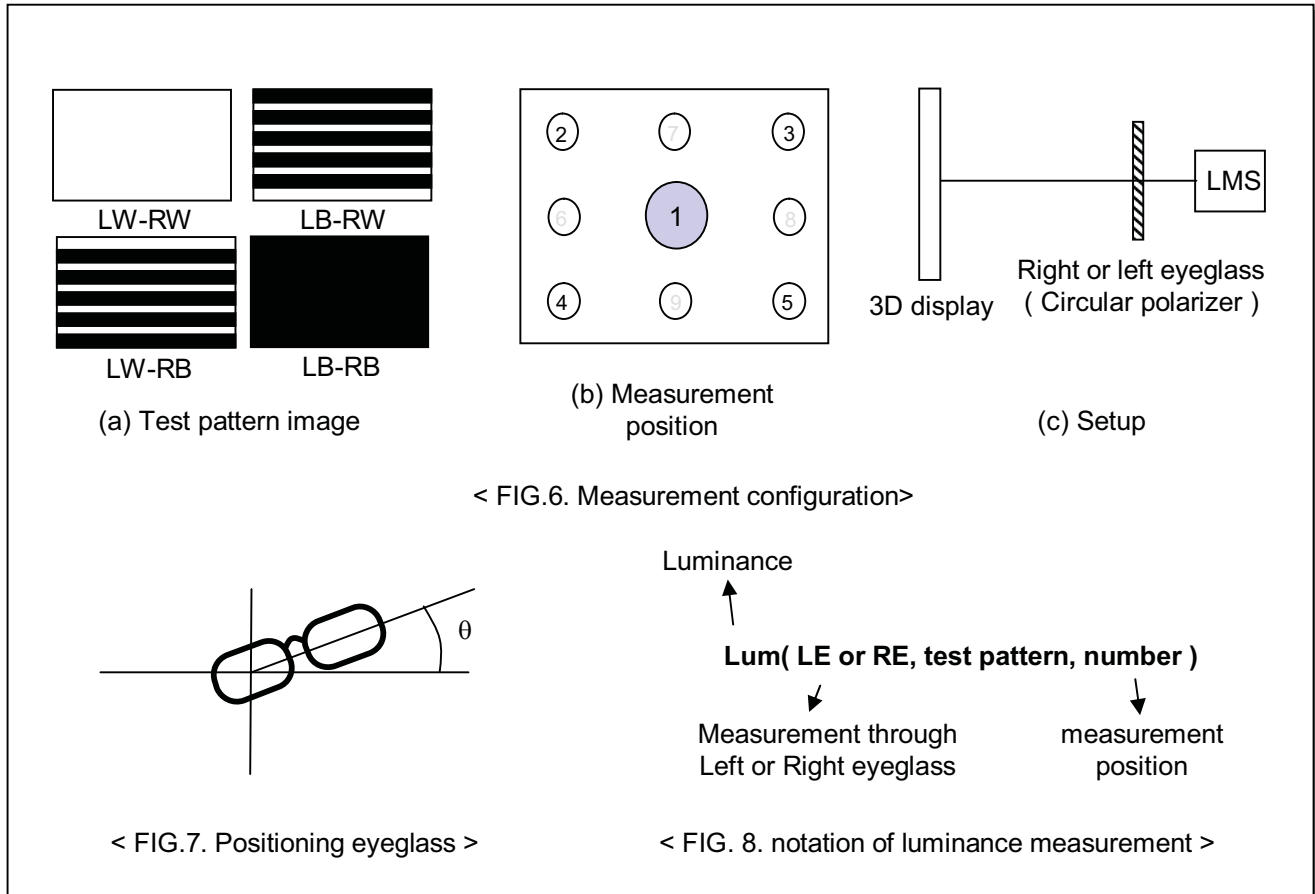 LW-RW
LB-RW
LW-RB
LB-RB
(a) Test pattern image
2
7
3
6
1
8
4
9
5
(b) Measurement
position
LMS
3D display
Right or left eyeglass
( Circular polarizer )
(c) Setup
< FIG.6. Measurement configuration>
θ
< FIG.7. Positioning eyeglass >
Luminance
Lum( LE or RE, test pattern, number )
Measurement through
Left or Right eyeglass
measurement
position
< FIG. 8. notation of luminance measurement >